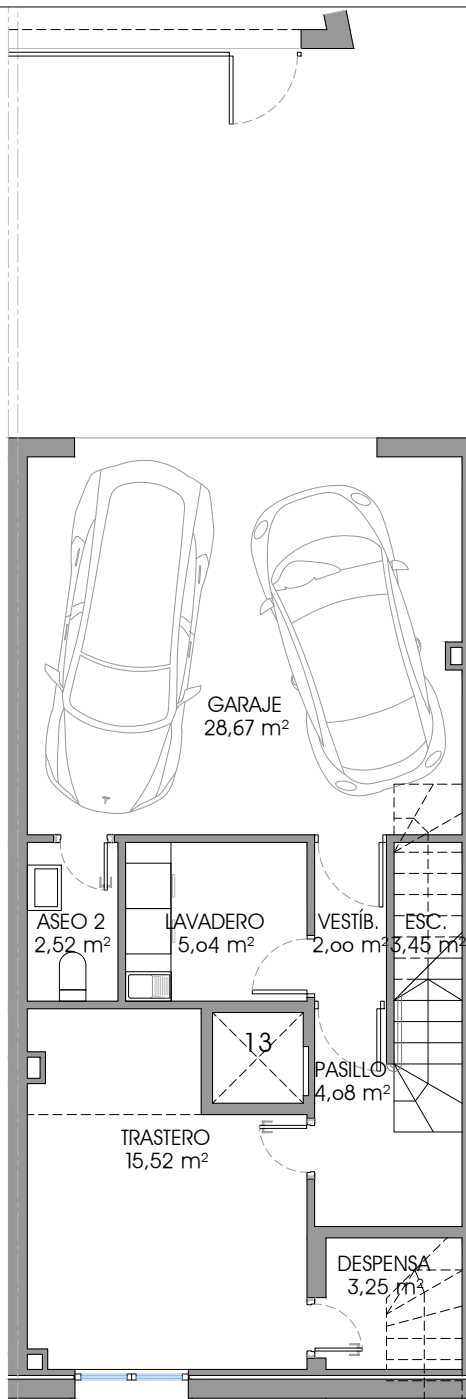 GARAJE
28,67 m²
ASEO 2
2,52 m²
LAVADERO
5,04 m²
VESTÍB.
2,00 m²
ESC.
3,45 m²
13
PASILLO
4,08 m²
TRASTERO
15,52 m²
DESPENSA
3,25 m²